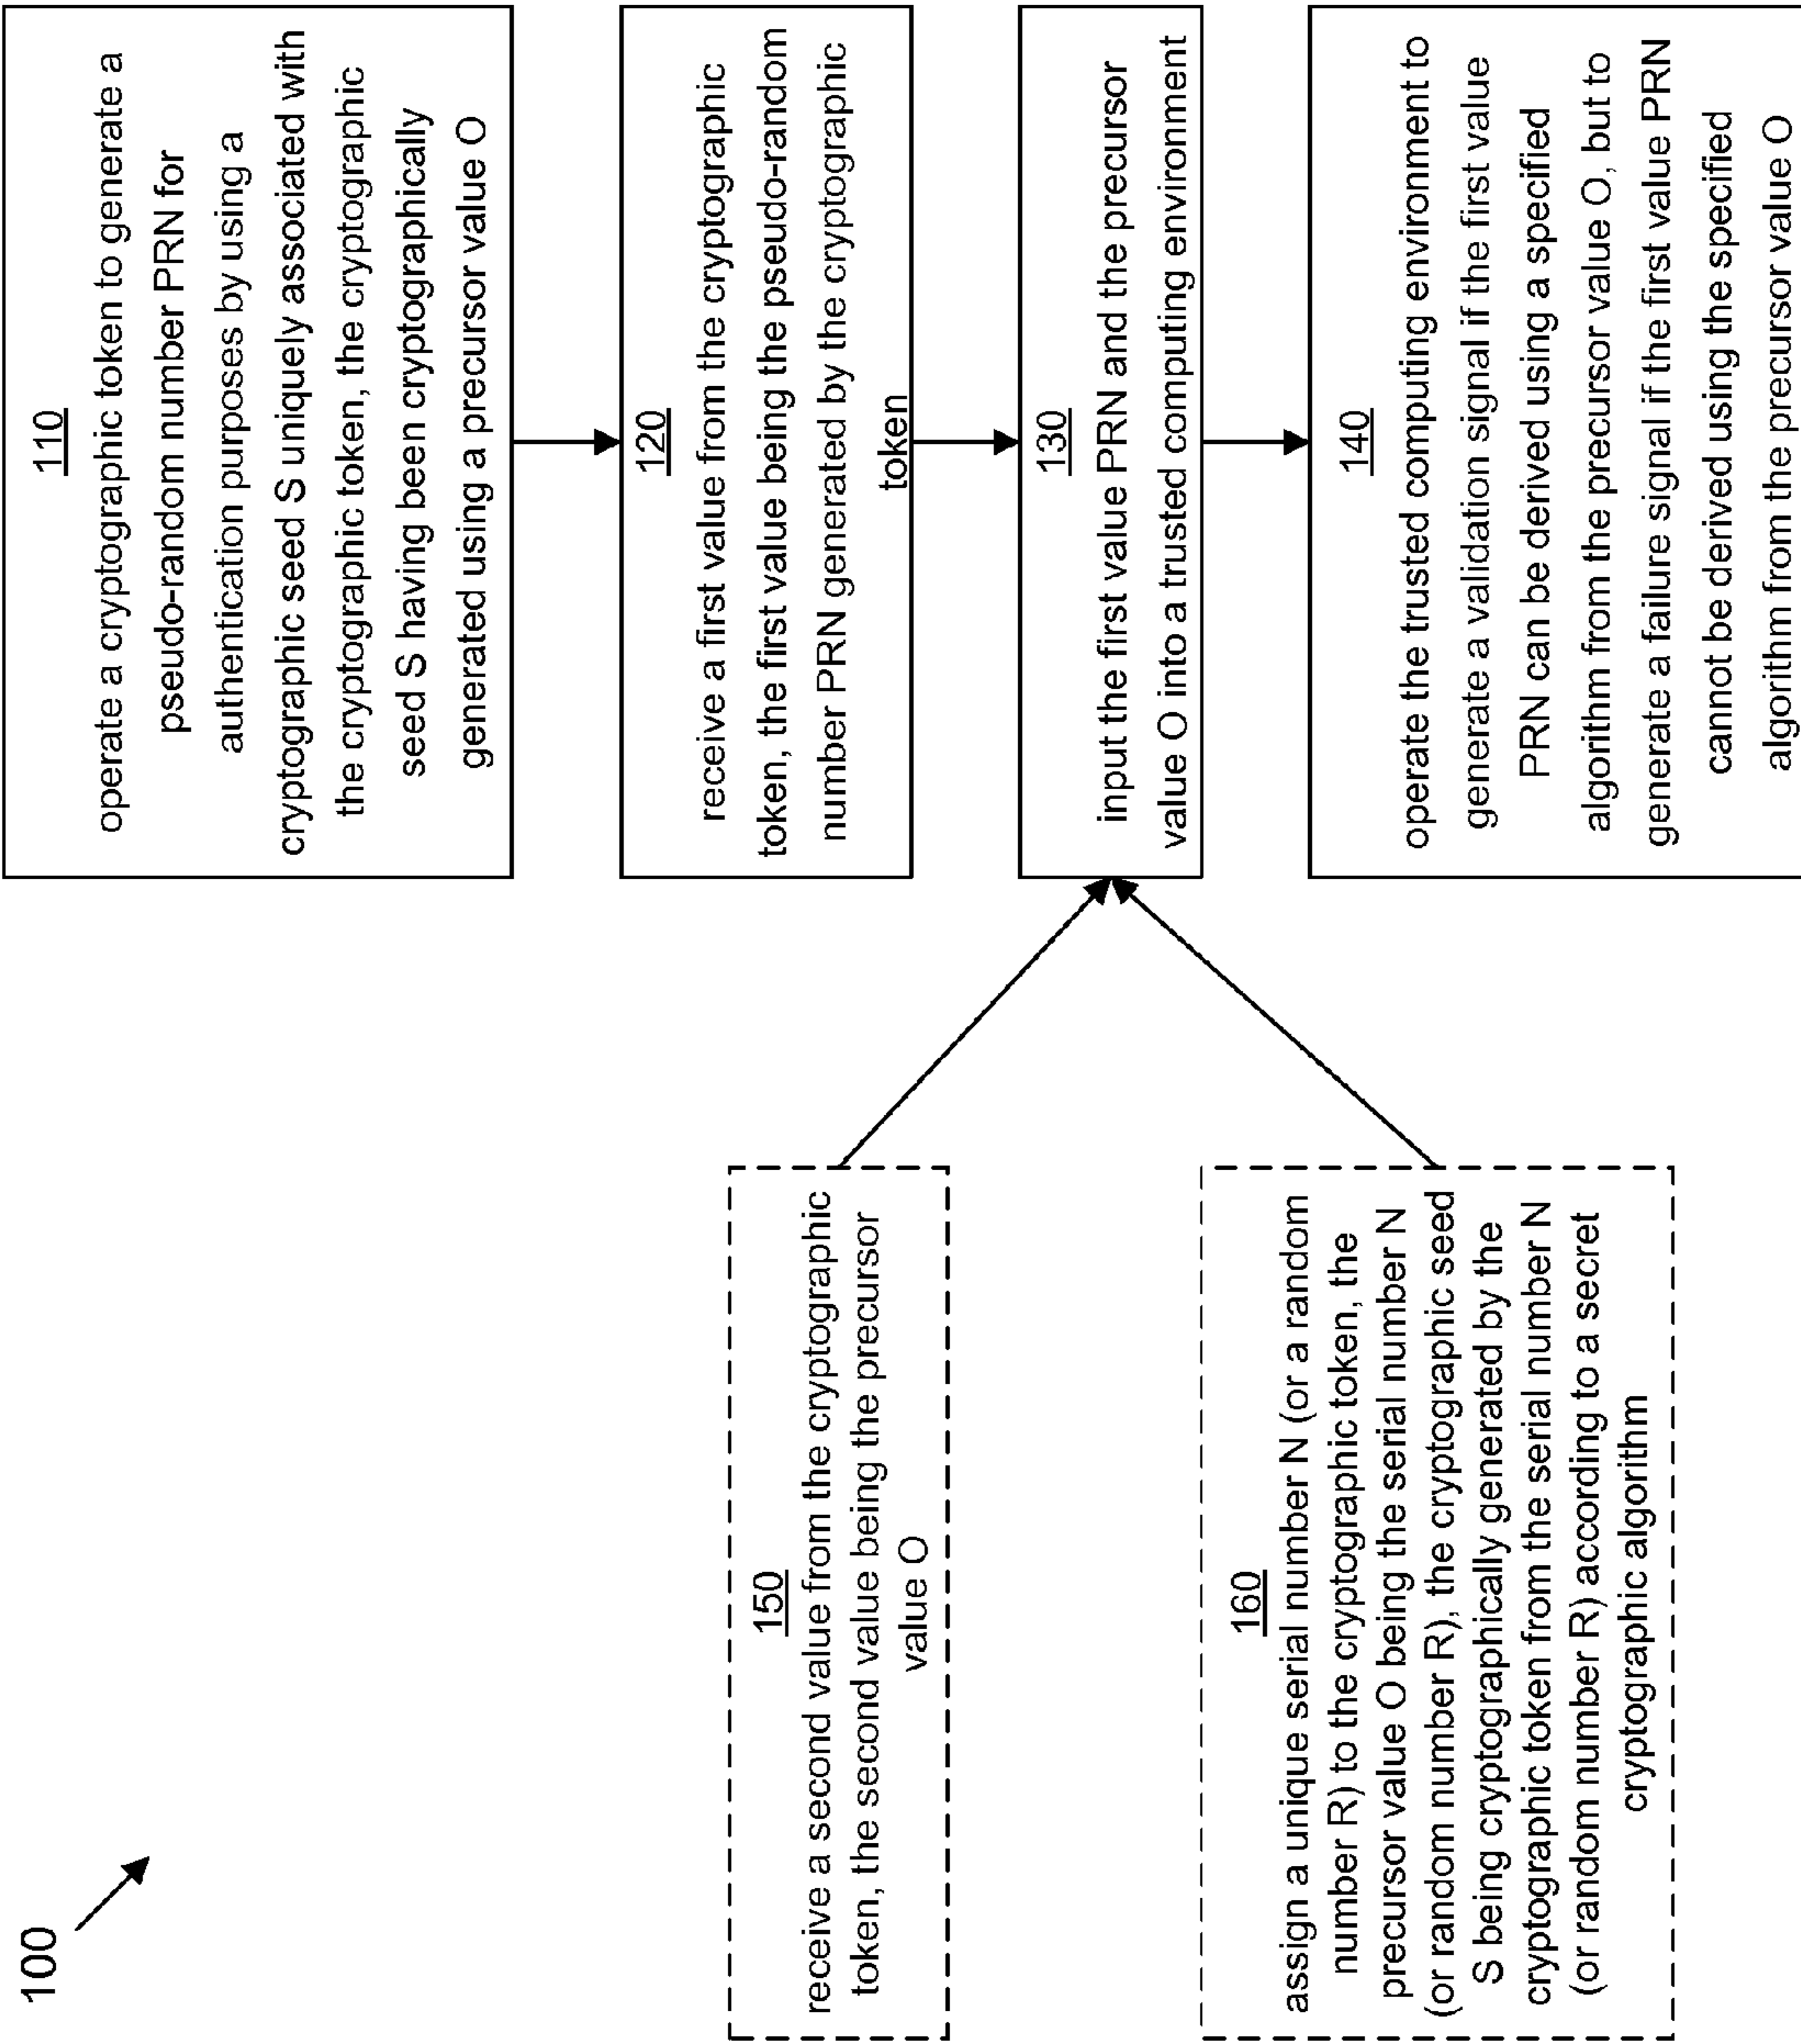 100
110
operate a cryptographic token to generate a
pseudo-random number PRN for
authentication purposes by using a
cryptographic seed S uniquely associated with
the cryptographic token, the cryptographic
seed S having been cryptographically
generated using a precursor value O
120
receive a first value from the cryptographic
token, the first value being the pseudo-random
number PRN generated by the cryptographic
token
130
input the first value PRN and the precursor
value O into a trusted computing environment
140
operate the trusted computing environment to
generate a validation signal if the first value
PRN can be derived using a specified
algorithm from the precursor value O, but to
generate a failure signal if the first value PRN
cannot be derived using the specified
algorithm from the precursor value O
150
receive a second value from the cryptographic
token, the second value being the precursor
value O
160
assign a unique serial number N (or a random
number R) to the cryptographic token, the
precursor value O being the serial number N
(or random number R), the cryptographic seed
S being cryptographically generated by the
cryptographic token from the serial number N
(or random number R) according to a secret
cryptographic algorithm